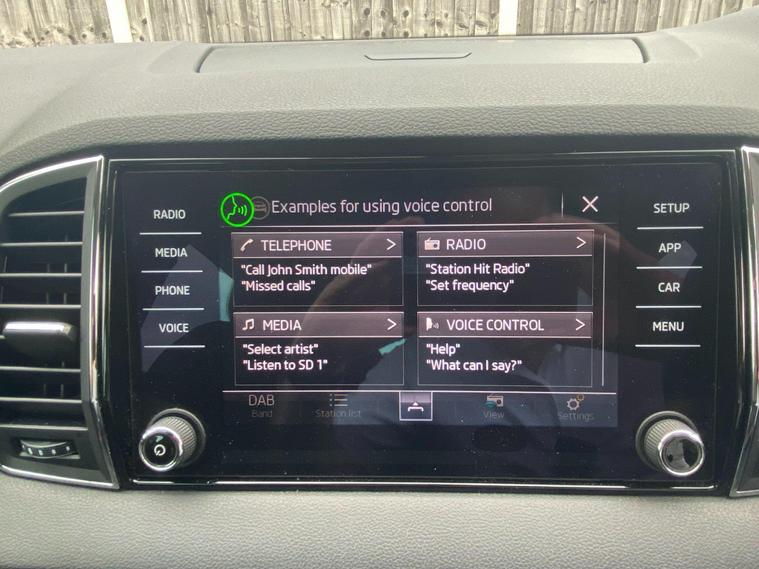 RADIO
MEDIA
PHONE
VOICE
Examples for using voice control
TELEPHONE
"Call John Smith mobile"
"Missed calls"
RADIO
"Station Hit Radio"
"Set frequency"
MEDIA
"Select artist"
"Listen to SD 1"
VOICE CONTROL
"Help"
"What can I say?"
DAB
Band
Station list
View
Settings
SETUP
APP
CAR
MENU